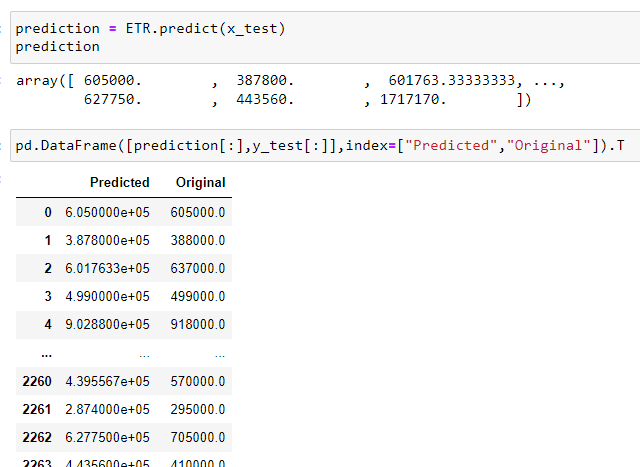 prediction = ETR.predict(x_test)
prediction
array([ 605000.        ,  387800.        ,  601763.33333333, ...,
        627750.        ,  443560.        , 1717170.        ])
pd.DataFrame([prediction[:],y_test[:]],index=["Predicted","Original"]).T
Predicted Original
0 6.050000e+05 605000.0
1 3.878000e+05 388000.0
2 6.017633e+05 637000.0
3 4.990000e+05 499000.0
4 9.028800e+05 918000.0
... ... ...
2260 4.395567e+05 570000.0
2261 2.874000e+05 295000.0
2262 6.277500e+05 705000.0
2263 4.435600e+05 410000.0